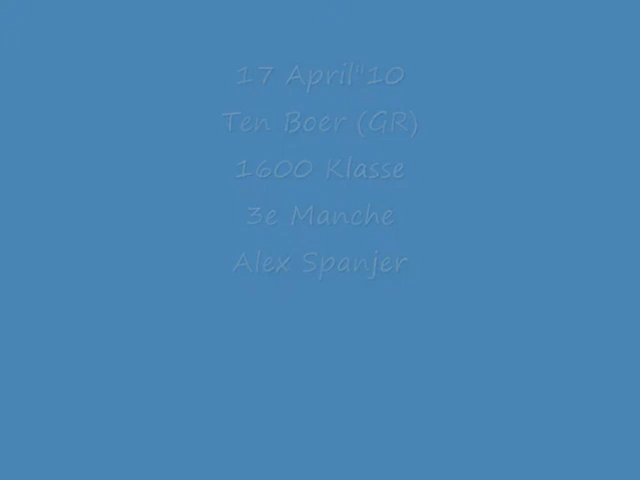 17 April"10
Ten Boer (GR)
1600 Klasse
3e Manche
Alex Spanjer